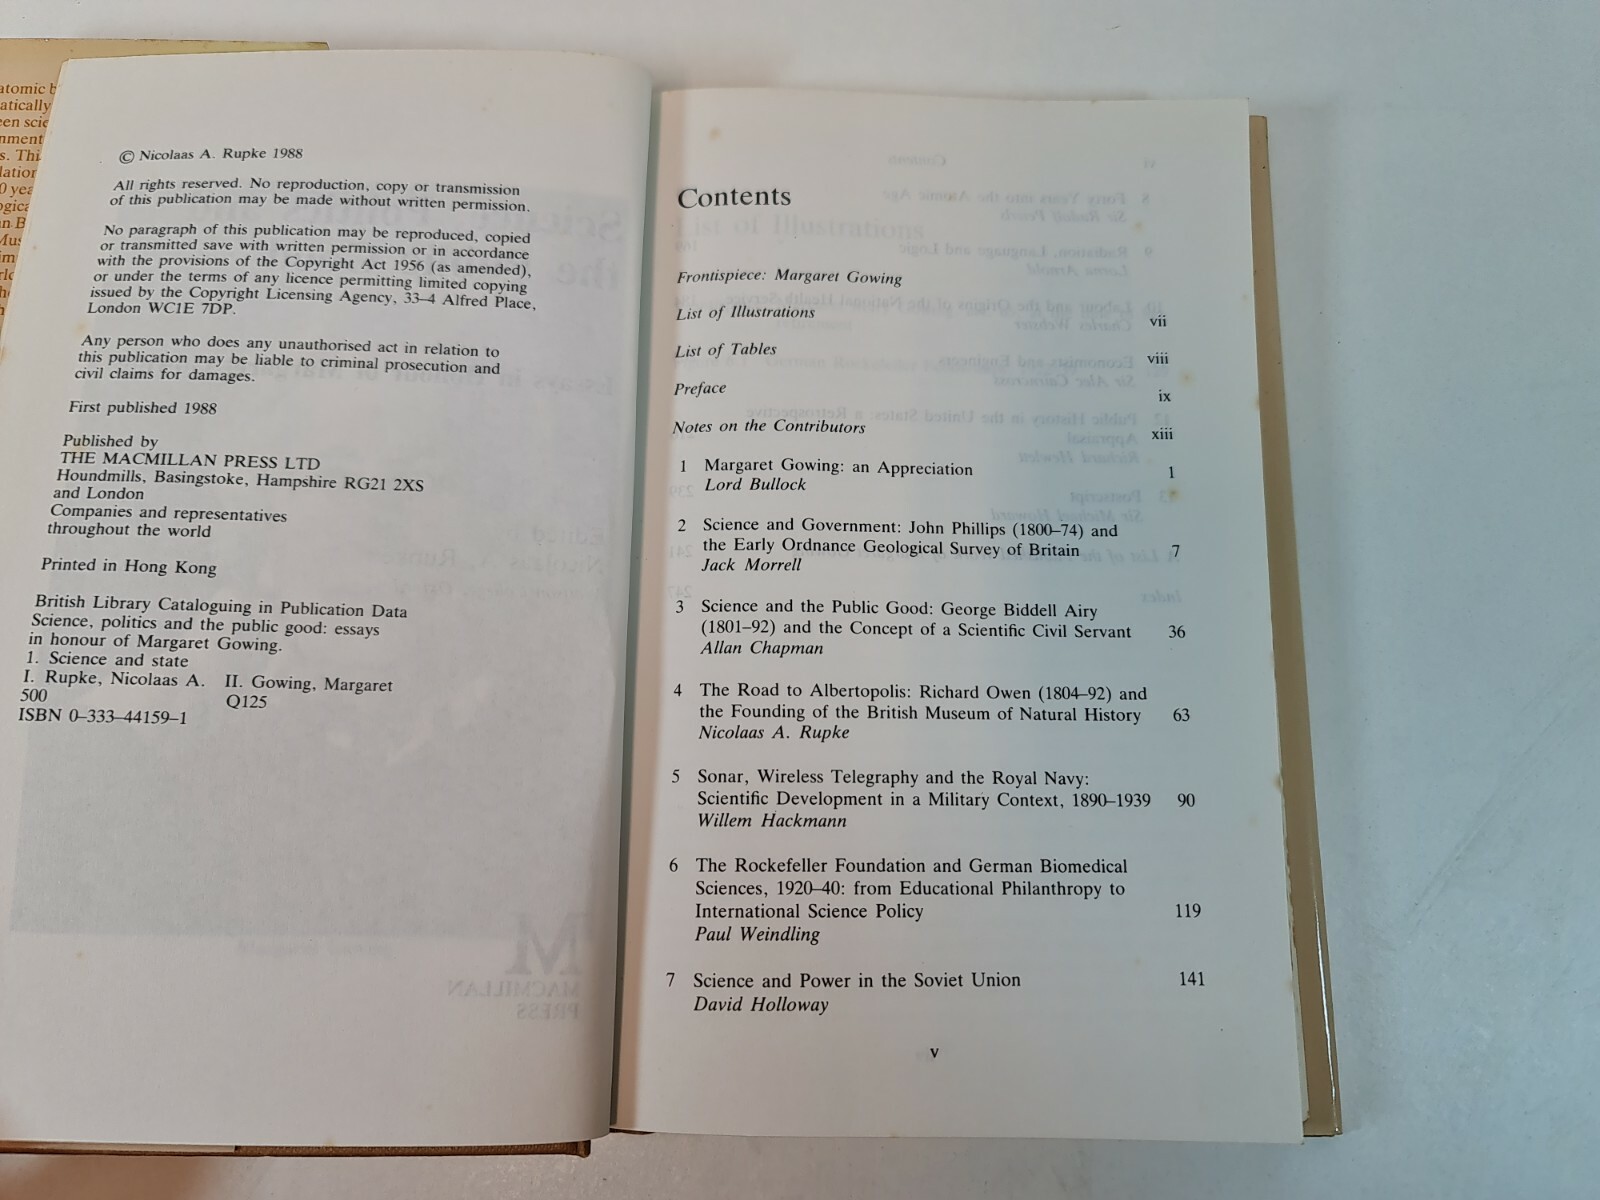 atomic b
atically
een scie
nment
s. Thi
lation
0 yea
ogica
n B
Mus
im
© Nicolaas A. Rupke 1988
All rights reserved. No reproduction, copy or transmission
of this publication may be made without written permission.
No paragraph of this publication may be reproduced, copied
or transmitted save with written permission or in accordance
with the provisions of the Copyright Act 1956 (as amended),
or under the terms of any licence permitting limited copying
issued by the Copyright Licensing Agency, 33–4 Alfred Place,
London WC1E 7DP.
Any person who does any unauthorised act in relation to
this publication may be liable to criminal prosecution and
civil claims for damages.
First published 1988
Published by
THE MACMILLAN PRESS LTD
Houndmills, Basingstoke, Hampshire RG21 2XS
and London
Companies and representatives
throughout the world
Printed in Hong Kong
British Library Cataloguing in Publication Data
Science, politics and the public good: essays
in honour of Margaret Gowing.
1. Science and state
I. Rupke, Nicolaas A. II. Gowing, Margaret
500 Q125
ISBN 0–333–44159–1
Contents
Frontispiece: Margaret Gowing
List of Illustrations vii
List of Tables viii
Preface ix
Notes on the Contributors xiii
1 Margaret Gowing: an Appreciation 1
Lord Bullock
2 Science and Government: John Phillips (1800–74) and
the Early Ordnance Geological Survey of Britain 7
Jack Morrell
3 Science and the Public Good: George Biddell Airy
(1801–92) and the Concept of a Scientific Civil Servant 36
Allan Chapman
4 The Road to Albertopolis: Richard Owen (1804–92) and
the Founding of the British Museum of Natural History 63
Nicolaas A. Rupke
5 Sonar, Wireless Telegraphy and the Royal Navy:
Scientific Development in a Military Context, 1890–1939 90
Willem Hackmann
6 The Rockefeller Foundation and German Biomedical
Sciences, 1920–40: from Educational Philanthropy to
International Science Policy 119
Paul Weindling
7 Science and Power in the Soviet Union 141
David Holloway
v